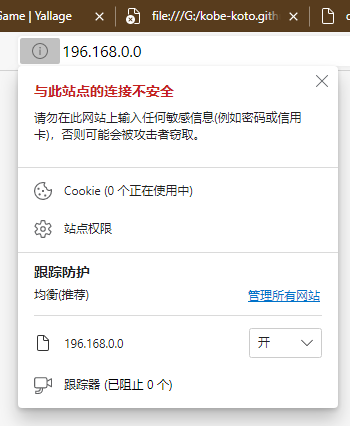 Game | Yallage
file:///G:/kobe-koto.gith
196.168.0.0
与此站点的连接不安全
请勿在此网站上输入任何敏感信息(例如密码或信用
卡)，否则可能会被攻击者窃取。
Cookie (0 个正在使用中)
站点权限
跟踪防护
均衡(推荐)
管理所有网站
196.168.0.0
开
跟踪器 (已阻止 0 个)